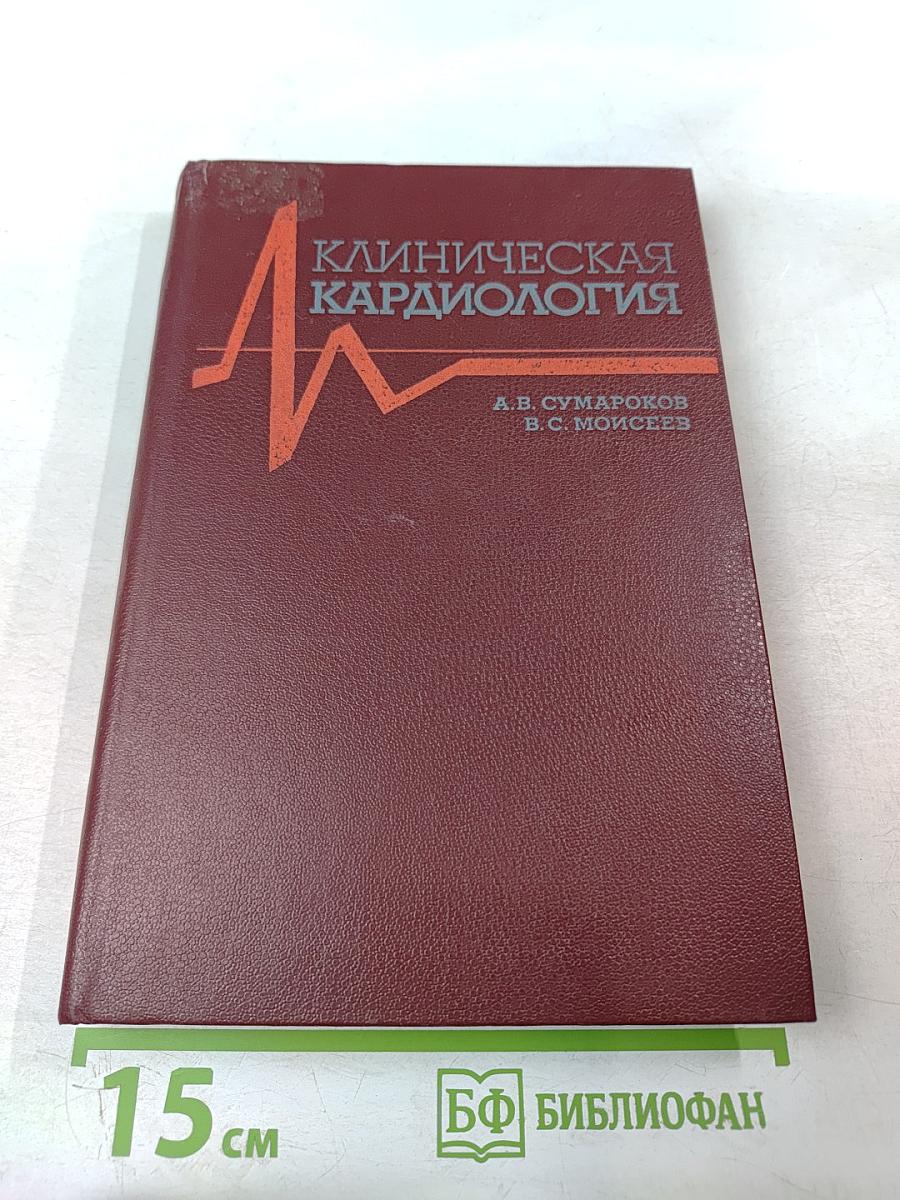 КЛИНИЧЕСКАЯ
КАРДИОЛОГИЯ
А.В. СУМАРОКОВ
В.С. МОИСЕЕВ
15 см
БФ БИБЛИОФАН